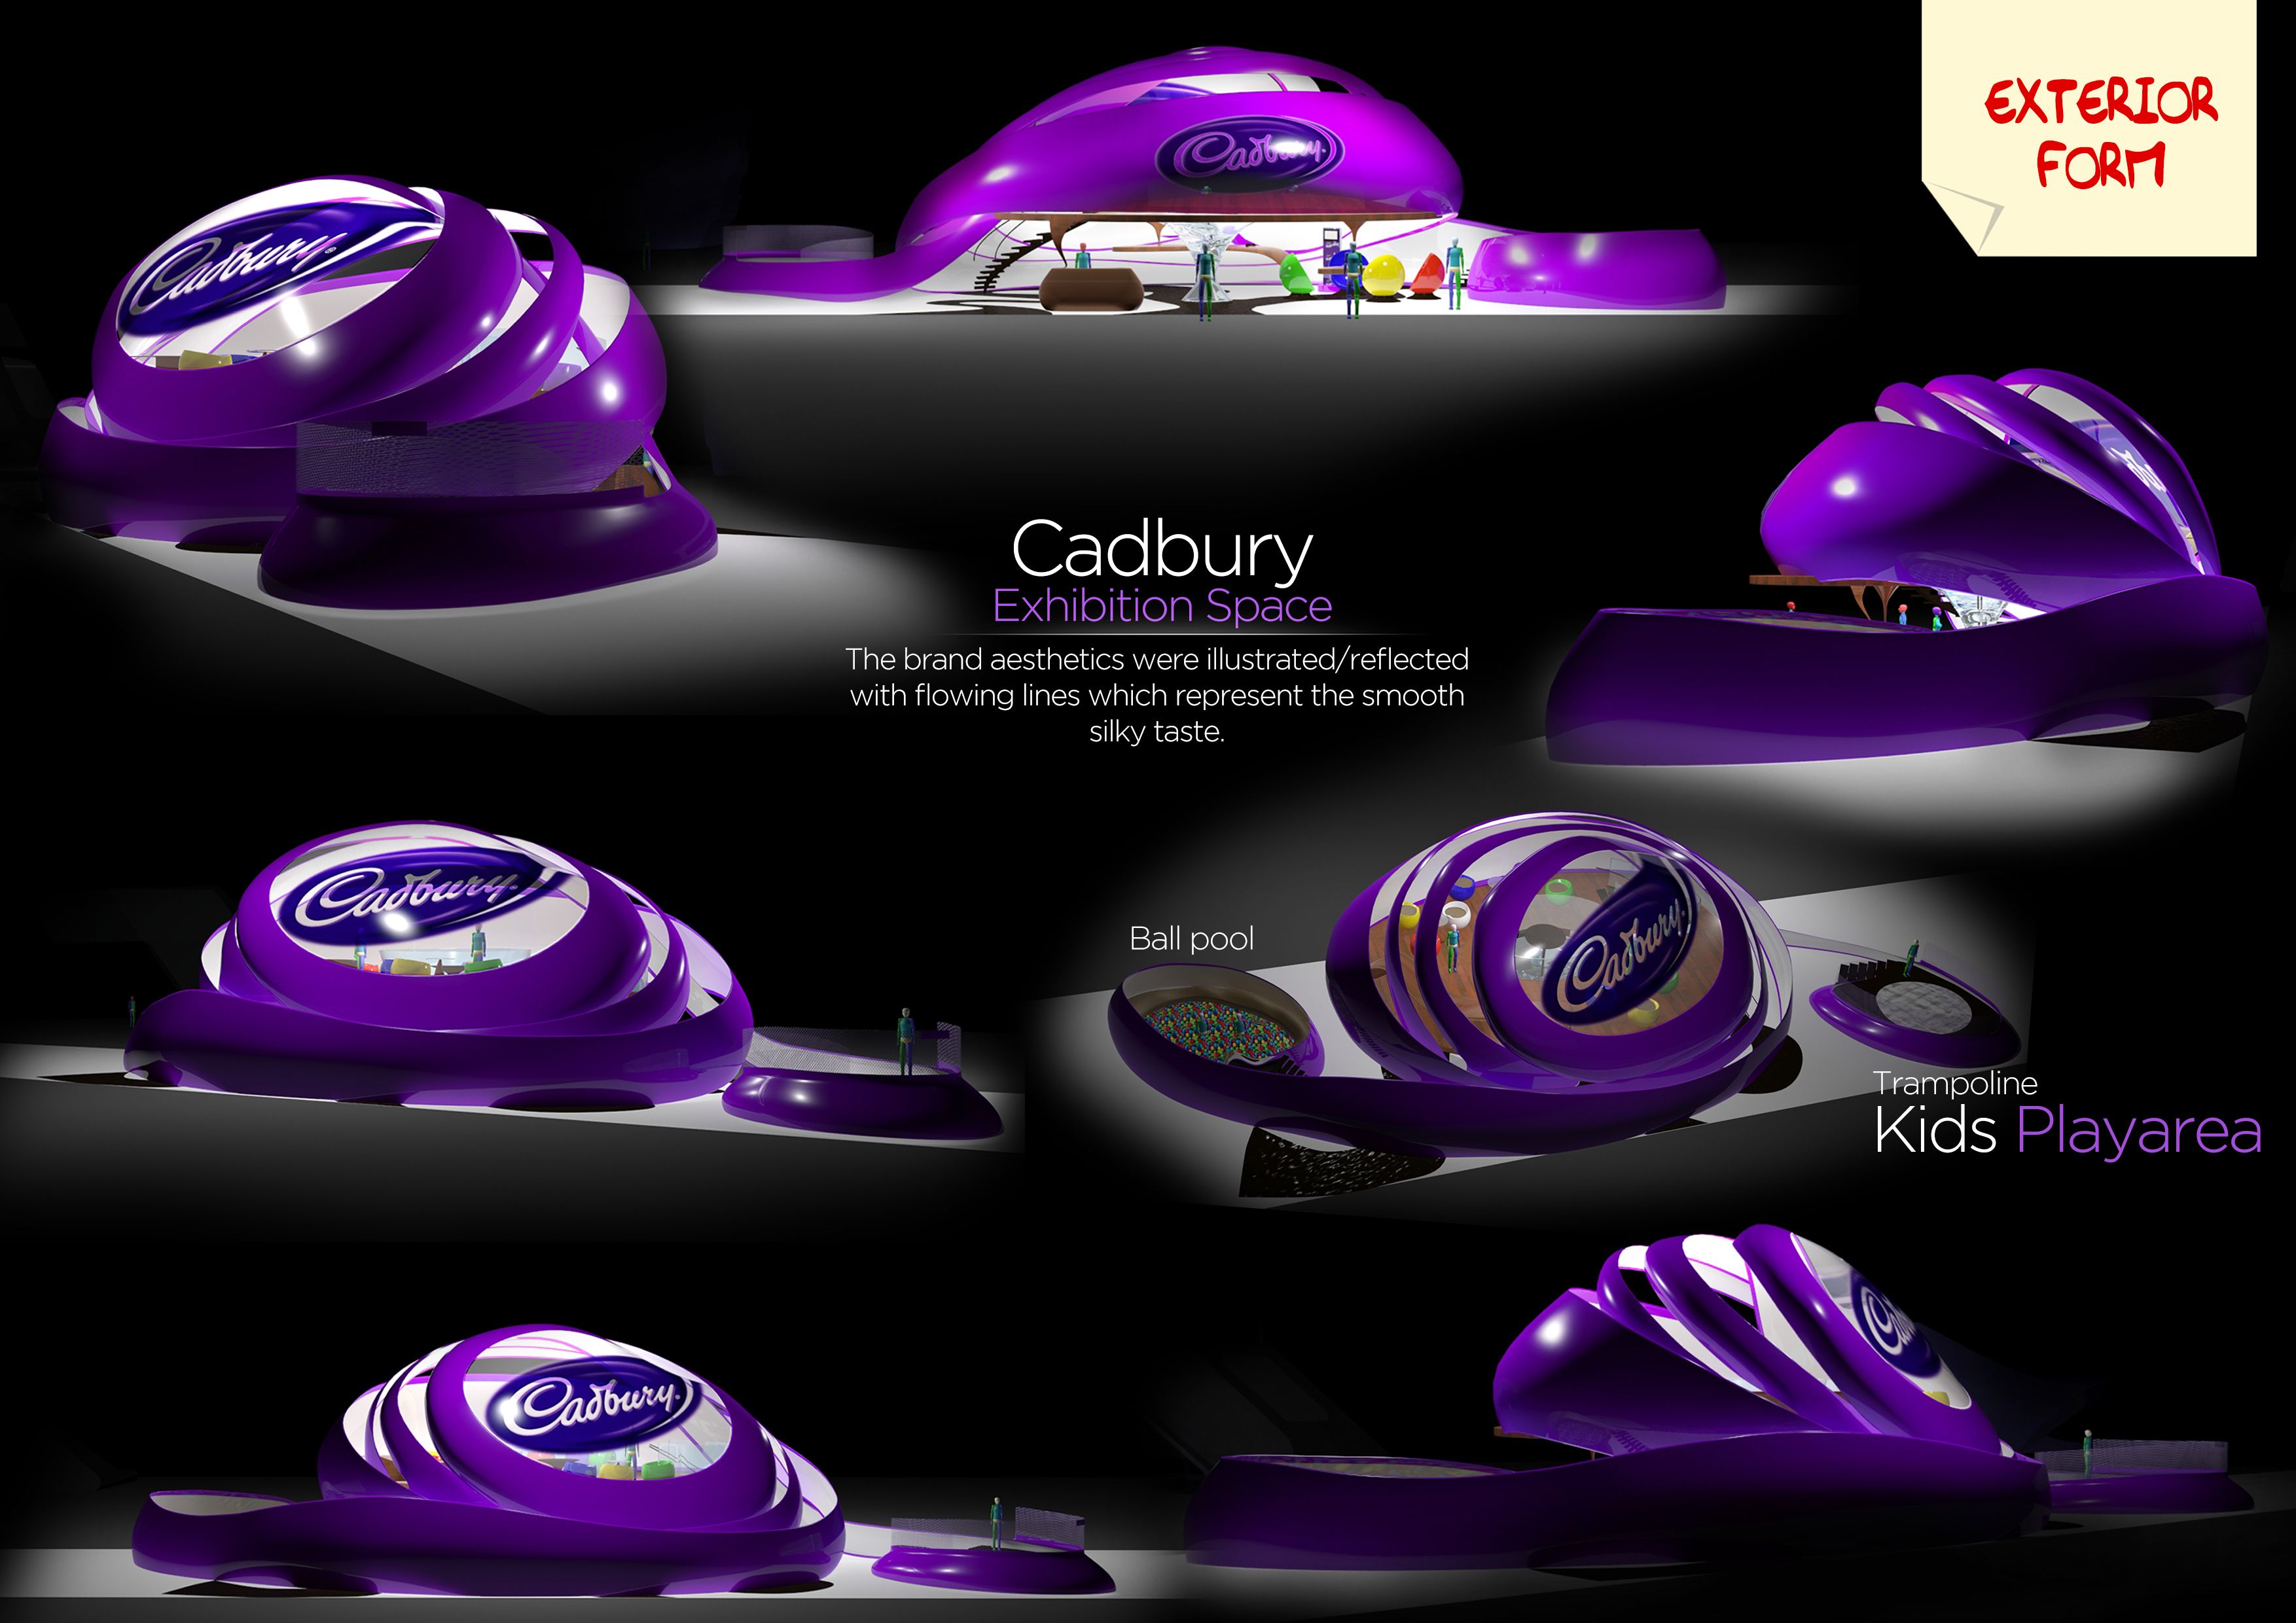 EXTERIOR
FORM
Cadbury
Cadbury
Cadbury
Exhibition Space
The brand aesthetics were illustrated/reflected
with flowing lines which represent the smooth
silky taste.
Cadbury
Ball pool
Cadbury
Trampoline
Kids Playarea
Cadbury